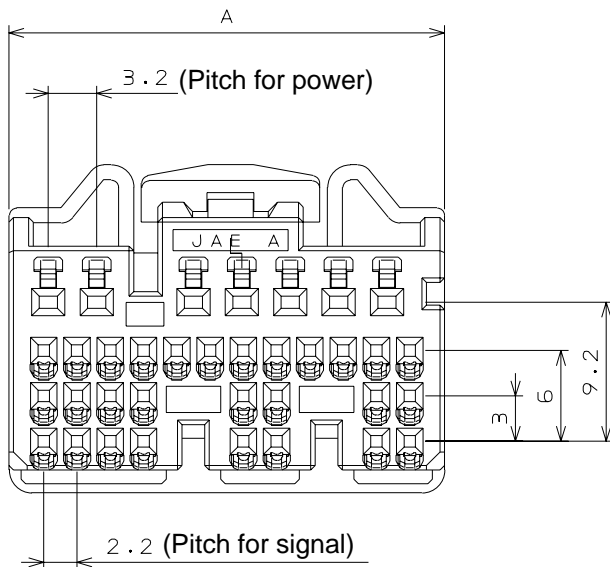 A
3.2 (Pitch for power)
JAE A
3
6
9.2
2.2 (Pitch for signal)